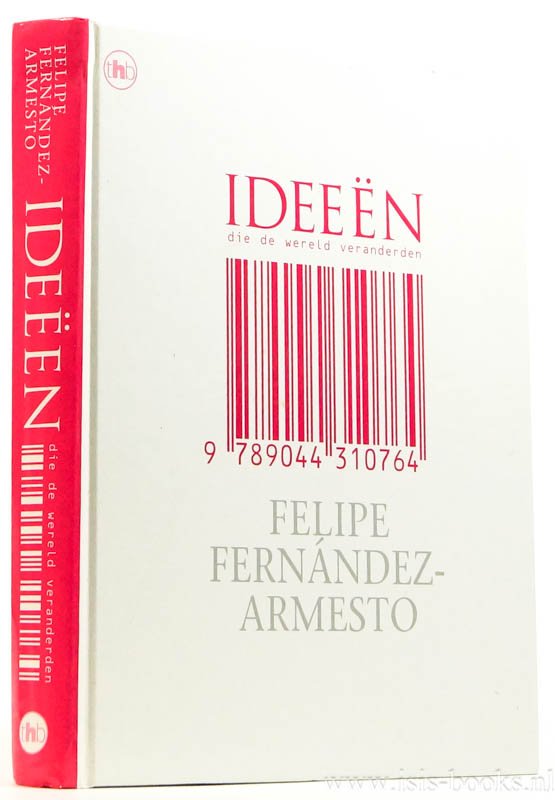 FELIPE
FERNÁNDEZ-
ARMESTO
IDEËEN
die de wereld veranderden
thb
thb
IDEEËN
die de wereld veranderden
9 789044 310764
FELIPE
FERNÁNDEZ-
ARMESTO
www.isis-books.nl